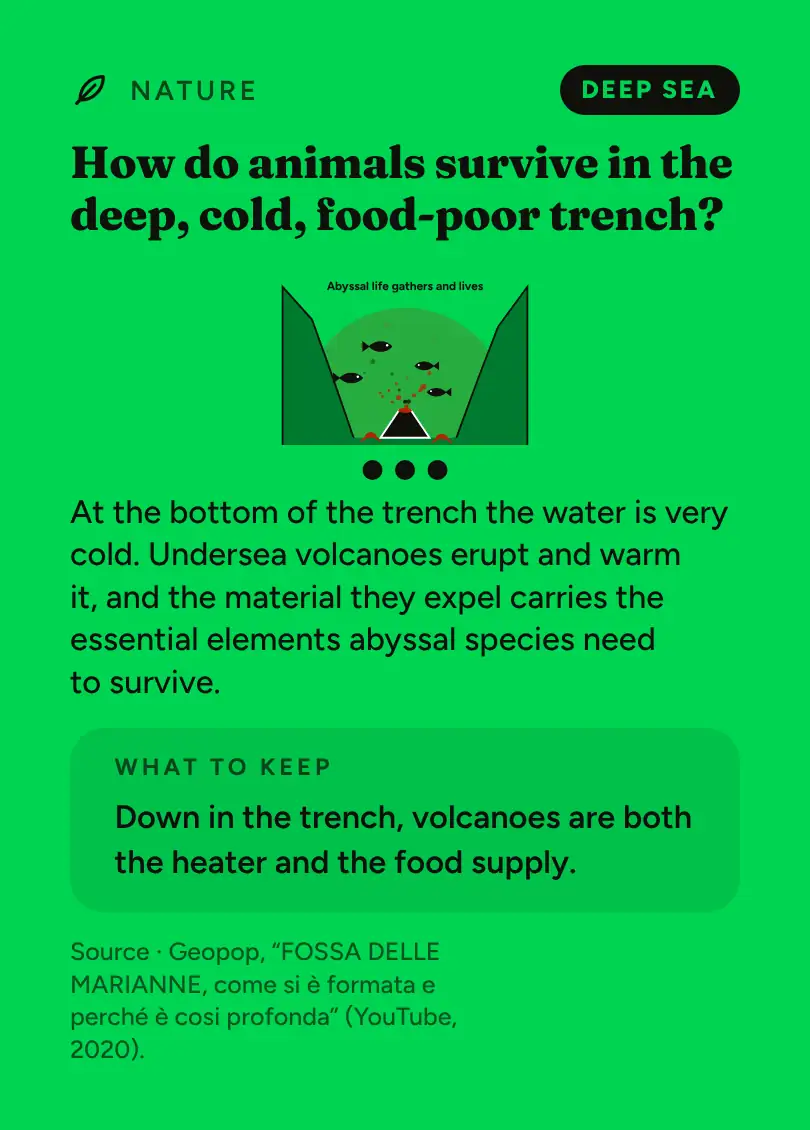 NATURE
DEEP SEA
How do animals survive in the
deep, cold, food-poor trench?
Abyssal life gathers and lives
At the bottom of the trench the water is very
cold. Undersea volcanoes erupt and warm
it, and the material they expel carries the
essential elements abyssal species need
to survive.
WHAT TO KEEP
Down in the trench, volcanoes are both
the heater and the food supply.
Source · Geopop, “FOSSA DELLE
MARIANNE, come si è formata e
perché è cosi profonda” (YouTube,
2020).